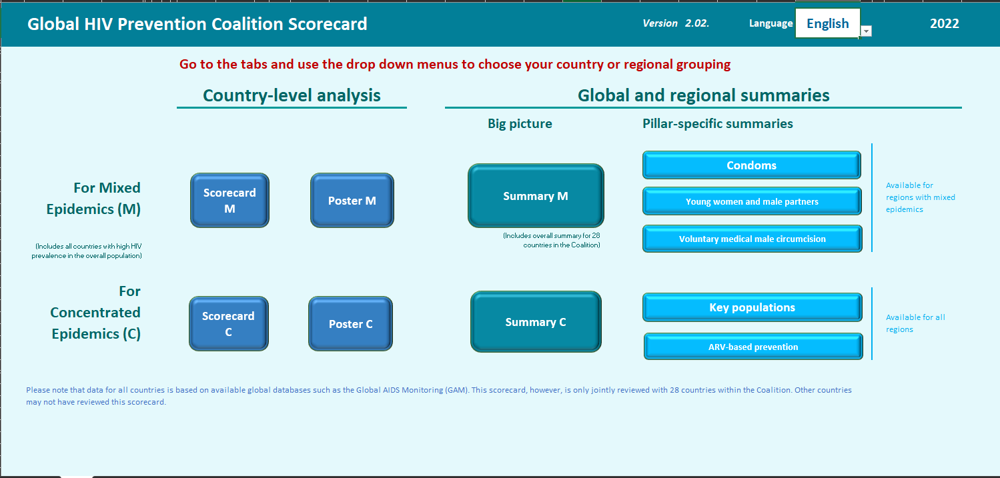 Global HIV Prevention Coalition Scorecard
Version 2.02.
Language
English
2022
Go to the tabs and use the drop down menus to choose your country or regional grouping
Country-level analysis
Global and regional summaries
Big picture
Pillar-specific summaries
For Mixed
Epidemics (M)
(Includes all countries with high HIV
prevalence in the overall population)
Scorecard
M
Poster M
Summary M
(Includes overall summary for 28
countries in the Coalition)
Condoms
Young women and male partners
Voluntary medical male circumcision
Available for
regions with mixed
epidemics
For
Concentrated
Epidemics (C)
Scorecard
C
Poster C
Summary C
Key populations
ARV-based prevention
Available for all
regions
Please note that data for all countries is based on available global databases such as the Global AIDS Monitoring (GAM). This scorecard, however, is only jointly reviewed with 28 countries within the Coalition. Other countries
may not have reviewed this scorecard.